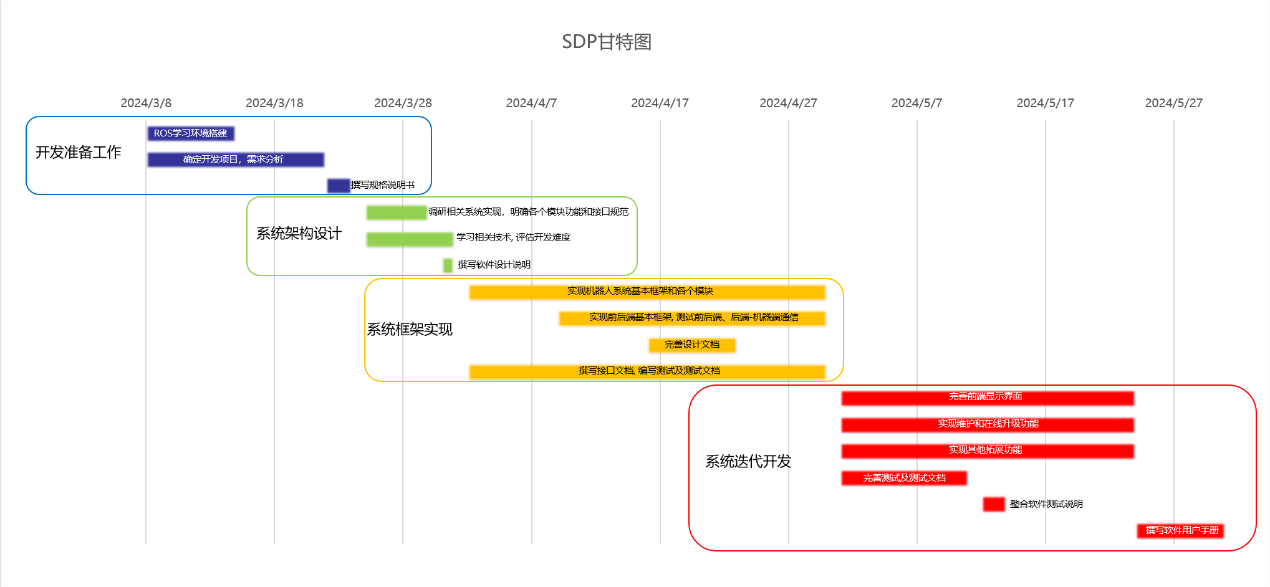 SDP甘特图
2024/3/8 2024/3/18 2024/3/28 2024/4/7 2024/4/17 2024/4/27 2024/5/7 2024/5/17 2024/5/27
开发准备工作
ROS学习环境搭建
确定开发项目，需求分析
撰写规格说明书
系统架构设计
调研相关系统实现，明确各个模块功能和接口规范
学习相关技术, 评估开发难度
撰写软件设计说明
系统框架实现
实现机器人系统基本框架和各个模块
实现前后端基本框架, 测试前后端、后端-机器端通信
完善设计文档
撰写接口文档, 编写测试及测试文档
系统迭代开发
完善前端显示界面
实现维护和在线升级功能
实现其他拓展功能
完善测试及测试文档
整合软件测试说明
撰写软件用户手册